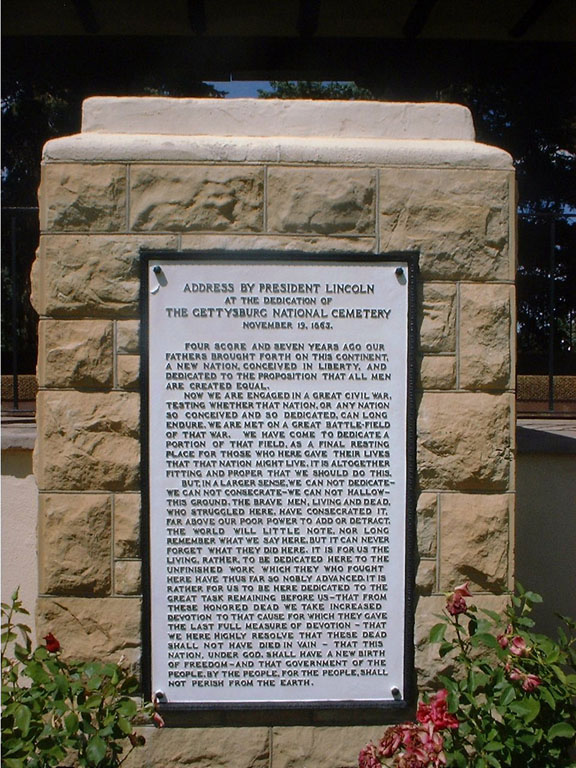 ADDRESS BY PRESIDENT LINCOLN
AT THE DEDICATION OF
THE GETTYSBURG NATIONAL CEMETERY
NOVEMBER 19, 1863.
FOUR SCORE AND SEVEN YEARS AGO OUR
FATHERS BROUGHT FORTH ON THIS CONTINENT,
A NEW NATION, CONCEIVED IN LIBERTY, AND
DEDICATED TO THE PROPOSITION THAT ALL MEN
ARE CREATED EQUAL.
NOW WE ARE ENGAGED IN A GREAT CIVIL WAR,
TESTING WHETHER THAT NATION, OR ANY NATION
SO CONCEIVED AND SO DEDICATED, CAN LONG
ENDURE. WE ARE MET ON A GREAT BATTLE-FIELD
OF THAT WAR. WE HAVE COME TO DEDICATE A
PORTION OF THAT FIELD, AS A FINAL RESTING
PLACE FOR THOSE WHO HERE GAVE THEIR LIVES
THAT THAT NATION MIGHT LIVE. IT IS ALTOGETHER
FITTING AND PROPER THAT WE SHOULD DO THIS.
BUT, IN A LARGER SENSE, WE CAN NOT DEDICATE-
WE CAN NOT CONSECRATE-WE CAN NOT HALLOW-
THIS GROUND. THE BRAVE MEN, LIVING AND DEAD,
WHO STRUGGLED HERE, HAVE CONSECRATED IT,
FAR ABOVE OUR POOR POWER TO ADD OR DETRACT.
THE WORLD WILL LITTLE NOTE, NOR LONG
REMEMBER WHAT WE SAY HERE, BUT IT CAN NEVER
FORGET WHAT THEY DID HERE. IT IS FOR US THE
LIVING, RATHER, TO BE DEDICATED HERE TO THE
UNFINISHED WORK WHICH THEY WHO FOUGHT
HERE HAVE THUS FAR SO NOBLY ADVANCED. IT IS
RATHER FOR US TO BE HERE DEDICATED TO THE
GREAT TASK REMAINING BEFORE US-THAT FROM
THESE HONORED DEAD WE TAKE INCREASED
DEVOTION TO THAT CAUSE FOR WHICH THEY GAVE
THE LAST FULL MEASURE OF DEVOTION - THAT
WE HERE HIGHLY RESOLVE THAT THESE DEAD
SHALL NOT HAVE DIED IN VAIN - THAT THIS
NATION, UNDER GOD, SHALL HAVE A NEW BIRTH
OF FREEDOM-AND THAT GOVERNMENT OF THE
PEOPLE, BY THE PEOPLE, FOR THE PEOPLE, SHALL
NOT PERISH FROM THE EARTH.